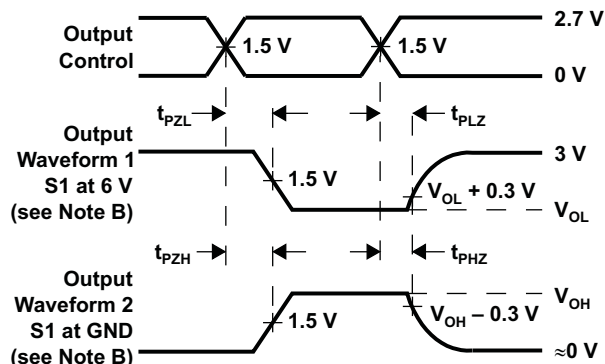 Output
Control
1.5 V
1.5 V
2.7 V
0 V
tPZL
tPLZ
Output
Waveform 1
S1 at 6 V
(see Note B)
1.5 V
VOL + 0.3 V
3 V
VOL
tPZH
tPHZ
Output
Waveform 2
S1 at GND
(see Note B)
1.5 V
VOH – 0.3 V
VOH
≈0 V